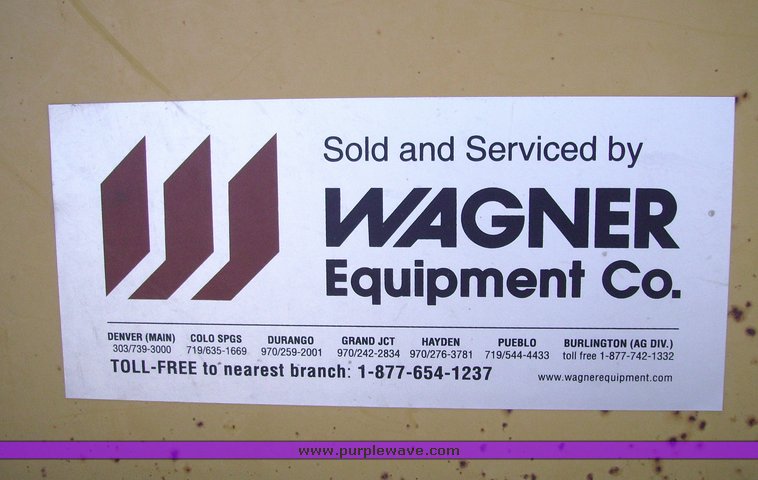 Sold and Serviced by
WAGNER
Equipment Co.
DENVER (MAIN) COLO SPGS DURANGO GRAND JCT HAYDEN PUEBLO BURLINGTON (AG DIV.)
303/739-3000 719/635-1669 970/259-2001 970/242-2834 970/276-3781 719/544-4433 toll free 1-877-742-1332
TOLL-FREE to nearest branch: 1-877-654-1237 www.wagnerequipment.com
www.purplewave.com